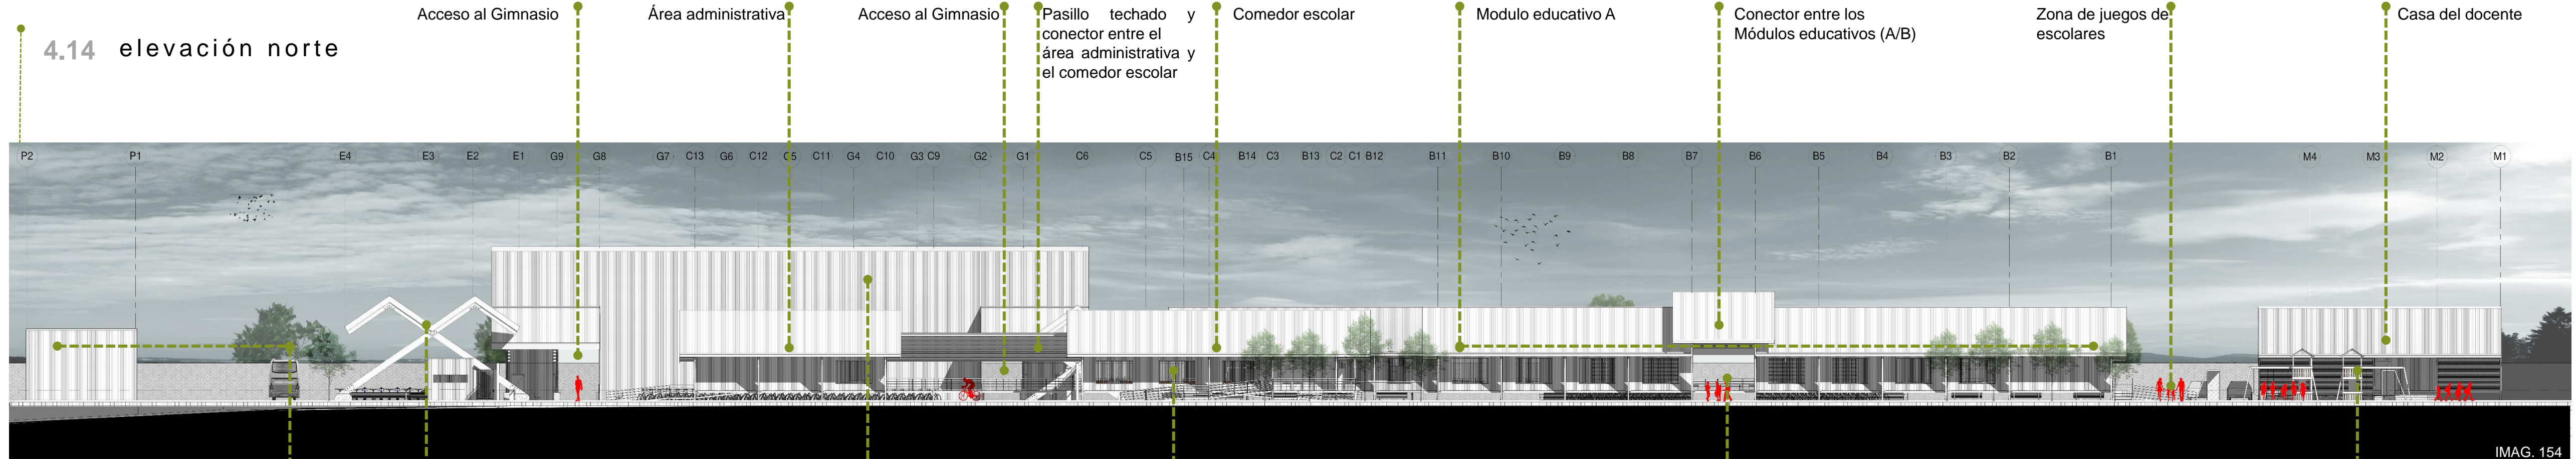 4.14 elevación norte
Acceso al Gimnasio
Área administrativa
Acceso al Gimnasio
Pasillo techado y
conector entre el
área administrativa y
el comedor escolar
Comedor escolar
Modulo educativo A
Conector entre los
Módulos educativos (A/B)
Zona de juegos de
escolares
Casa del docente
P2 P1 E4 E3 E2 E1 G9 G8 G7 C13 G6 C12 G5 C11 G4 C10 G3 C9 G2 G1 C6 C5 B15 C4 B14 C3 B13 C2 C1 B12 B11 B10 B9 B8 B7 B6 B5 B4 B3 B2 B1 M4 M3 M2 M1
IMAG. 154